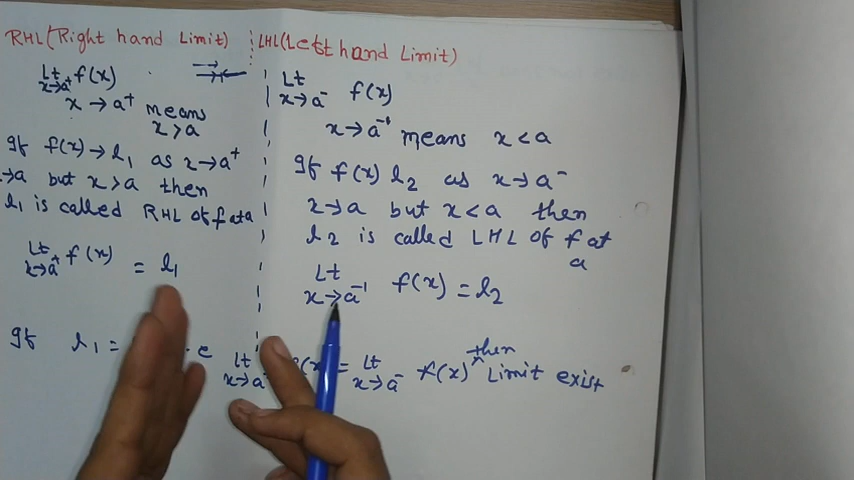 RHL(Right hand Limit)
Lt f(x)
x→a⁺
x → a⁺ means
x>a
If f(x)→l₁ as x→a⁺
→a but x>a then
l₁ is called RHL of f at a
Lt f(x) = l₁
x→a⁺
If l₁ =
LHL(Left hand Limit)
Lt f(x)
x→a⁻
x→a⁻¹ means x<a
If f(x) l₂ as x→a⁻
x→a but x<a then
l₂ is called LHL of f at
a
Lt f(x) = l₂
x→a⁻¹
then
Lt = Lt f(x) ^ Limit exist
x→a x→a⁻